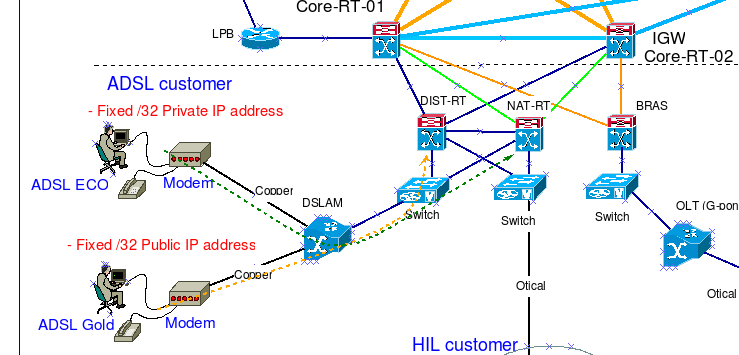 Core-RT-01
LPB
IGW
Core-RT-02
ADSL customer
- Fixed /32 Private IP address
DIST-RT
NAT-RT
BRAS
ADSL ECO
Modem
Copper
DSLAM
Switch
Switch
Switch
OLT (G-pon
- Fixed /32 Public IP address
Copper
ADSL Gold
Modem
Otical
Otical
HIL customer